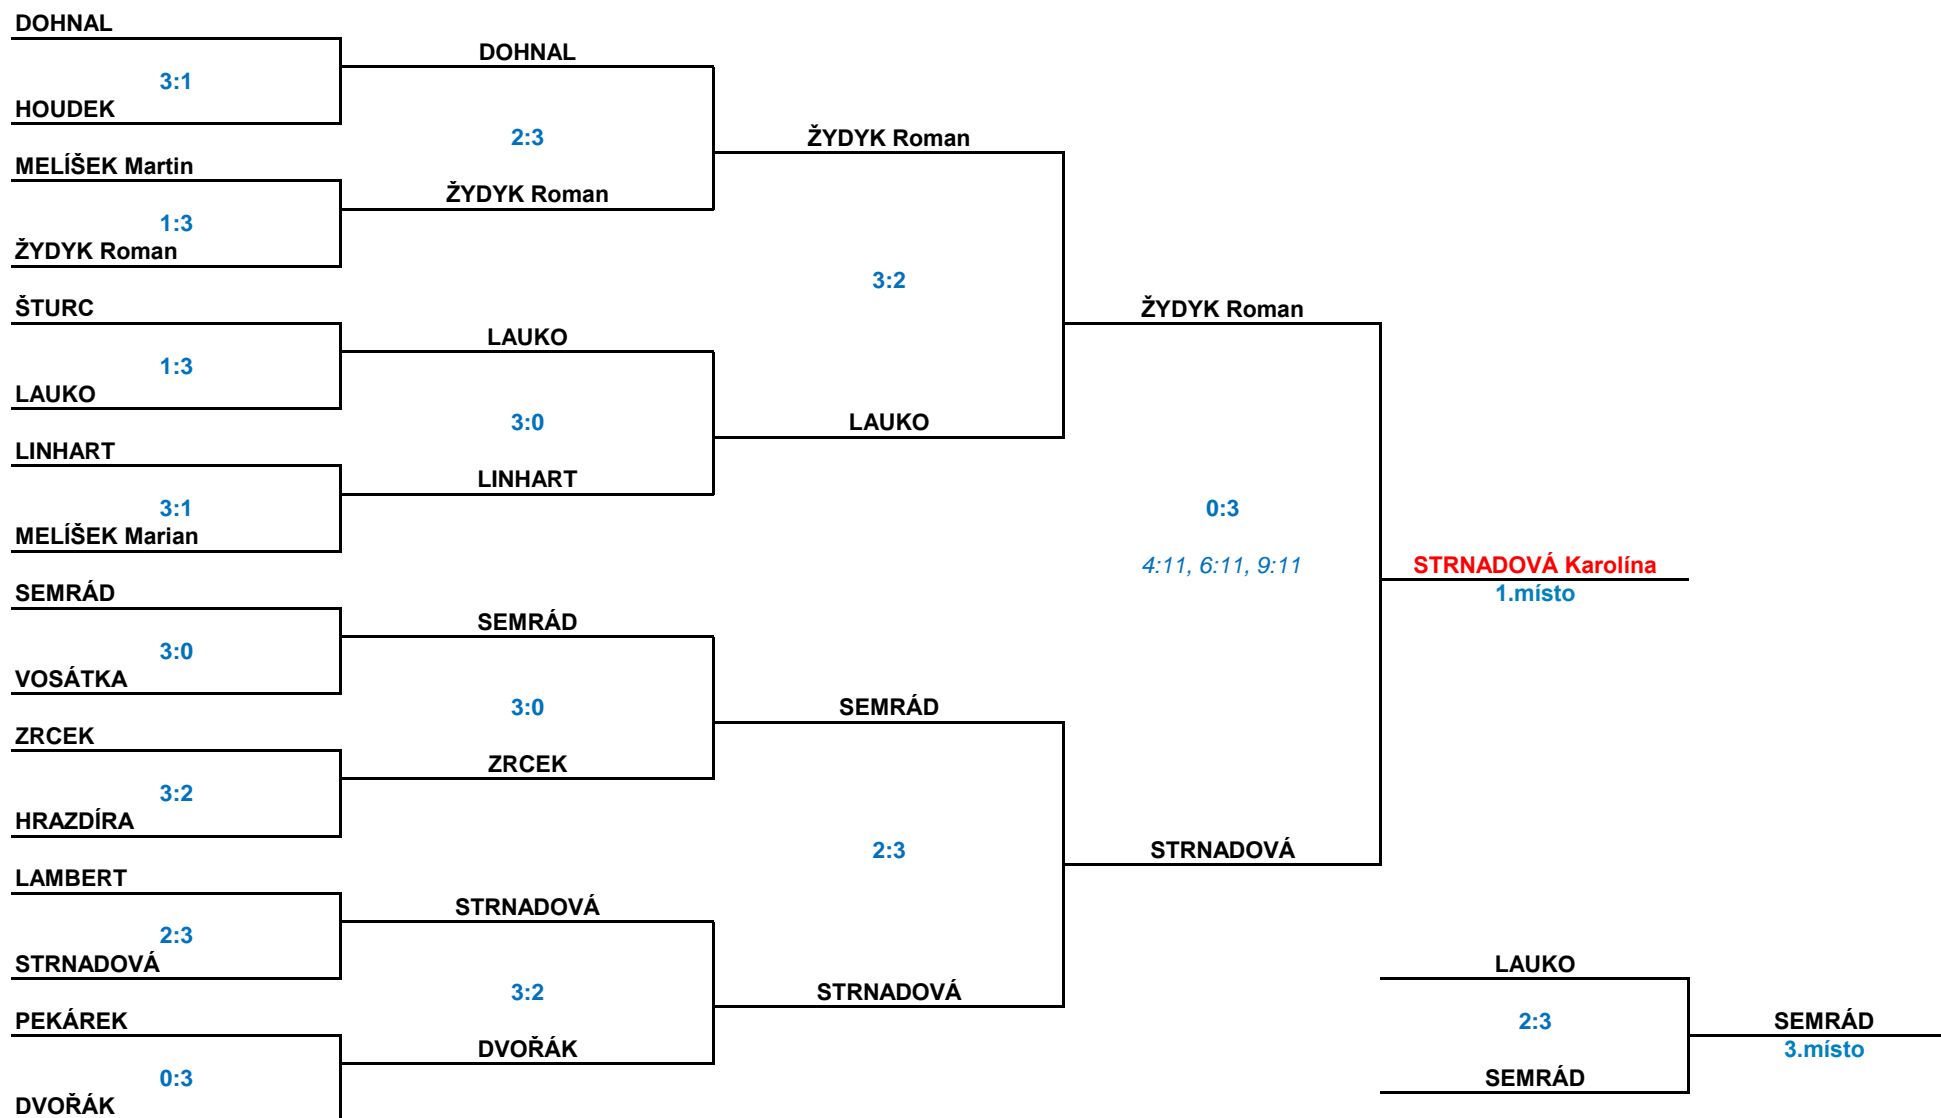 DOHNAL
3:1
HOUDEK
MELÍŠEK Martin
1:3
ŽYDYK Roman
ŠTURC
1:3
LAUKO
LINHART
3:1
MELÍŠEK Marian
SEMRÁD
3:0
VOSÁTKA
ZRCEK
3:2
HRAZDÍRA
LAMBERT
2:3
STRNADOVÁ
PEKÁREK
0:3
DVOŘÁK
DOHNAL
2:3
ŽYDYK Roman
LAUKO
3:0
LINHART
SEMRÁD
3:0
ZRCEK
STRNADOVÁ
3:2
DVOŘÁK
ŽYDYK Roman
3:2
LAUKO
SEMRÁD
2:3
STRNADOVÁ
ŽYDYK Roman
0:3
4:11, 6:11, 9:11
STRNADOVÁ
STRNADOVÁ Karolína
1.místo
LAUKO
2:3
SEMRÁD
SEMRÁD
3.místo